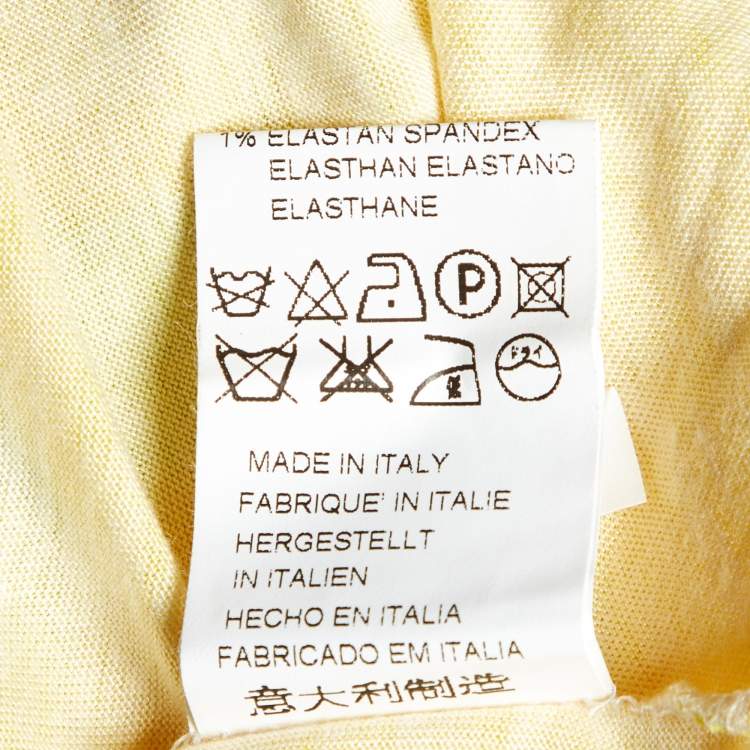 1% ELASTAN SPANDEX
ELASTHAN ELASTANO
ELASTHANE
P
ドライ
MADE IN ITALY
FABRIQUE' IN ITALIE
HERGESTELLT
IN ITALIEN
HECHO EN ITALIA
FABRICADO EM ITALIA
意大利制造